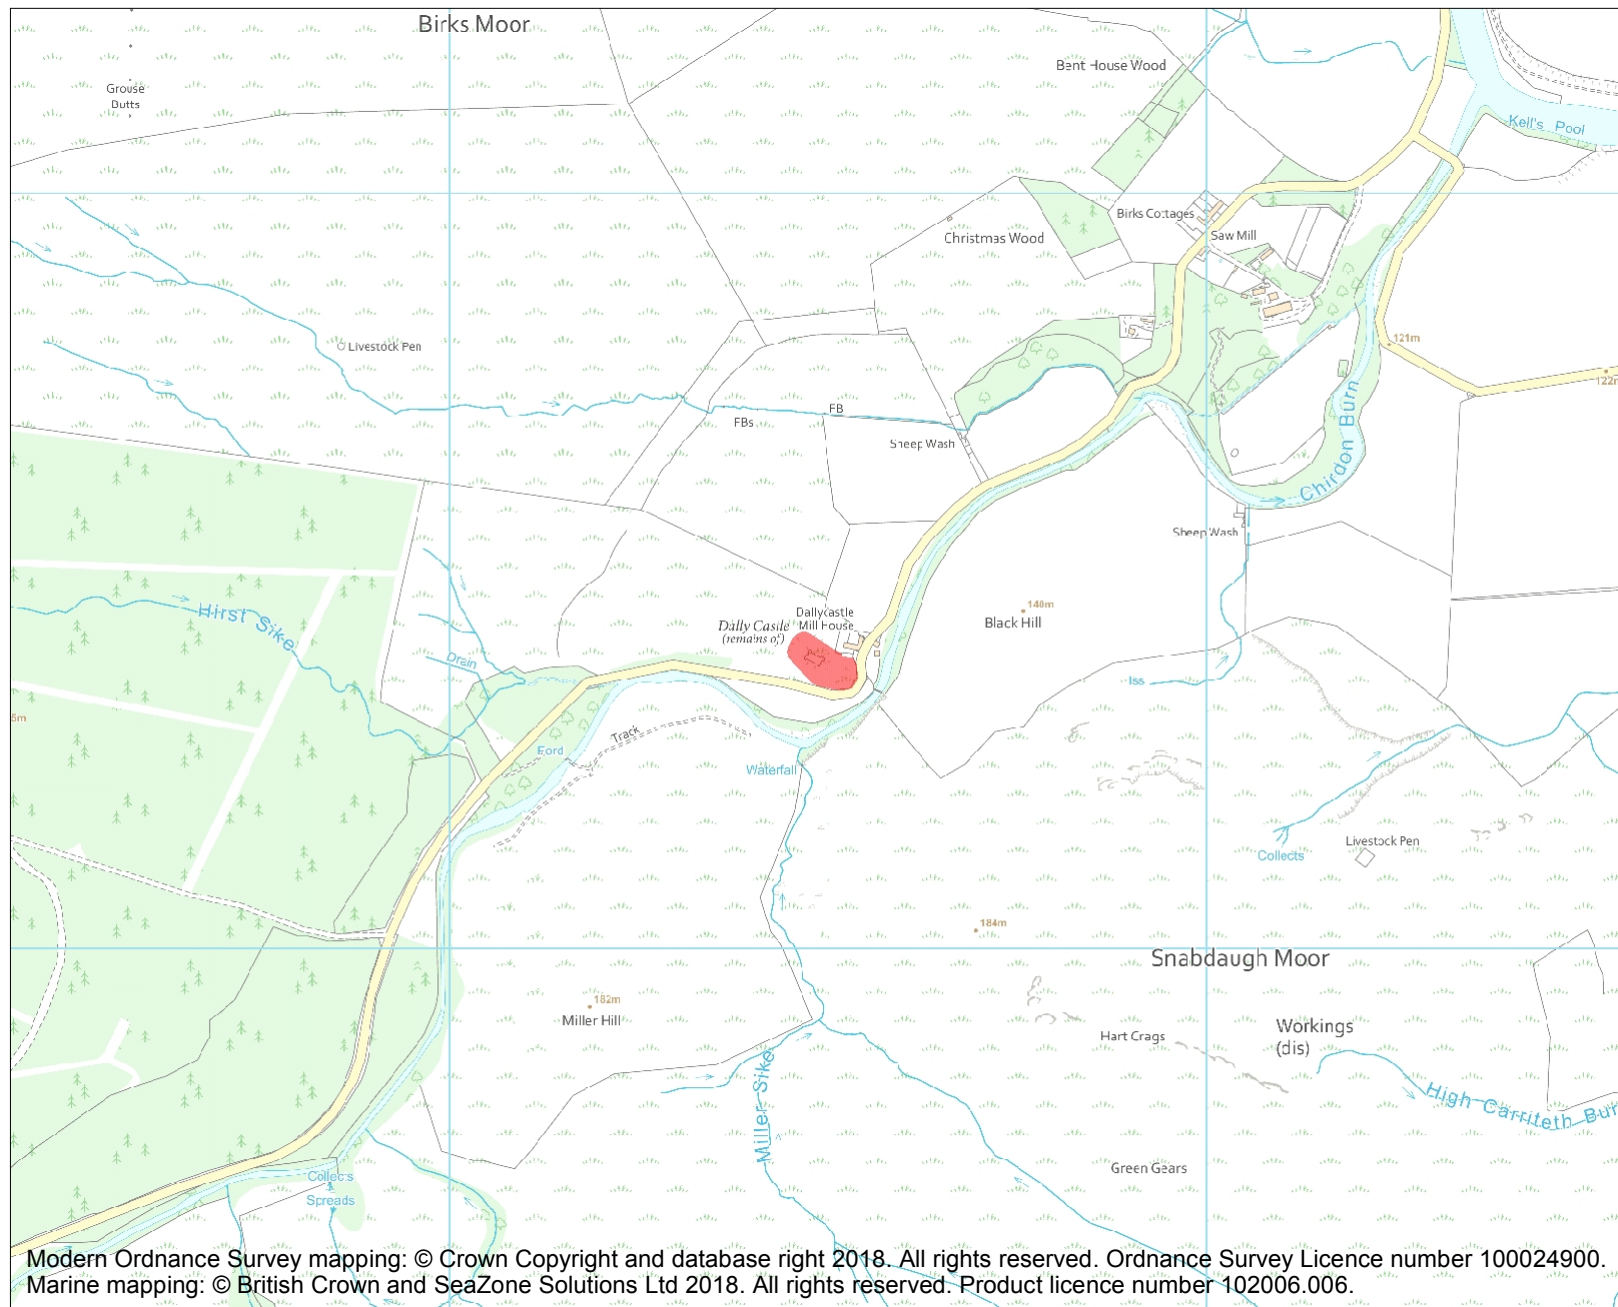 Birks Moor
Bent House Wood
Grouse
Butts
Kell's Pool
Birks Cottages
Saw Mill
Christmas Wood
Livestock Pen
121m
122m
FB
FBs
Sheep Wash
Chirdon Burn
Sheep Wash
Hirst Sike
140m
Black Hill
Dallycastle
Mill House
Dally Castle
(remains of)
Drain
Iss
5m
Track
Ford
Waterfall
Livestock Pen
Collects
184m
Snabdaugh Moor
182m
Miller Hill
Workings
(dis)
Hart Crags
Miller Sike
High Carriteth Bur
Green Gears
Collects
Spreads
Modern Ordnance Survey mapping: © Crown Copyright and database right 2018. All rights reserved. Ordnance Survey Licence number 100024900.
Marine mapping: © British Crown and SeaZone Solutions Ltd 2018. All rights reserved. Product licence number 102006.006.